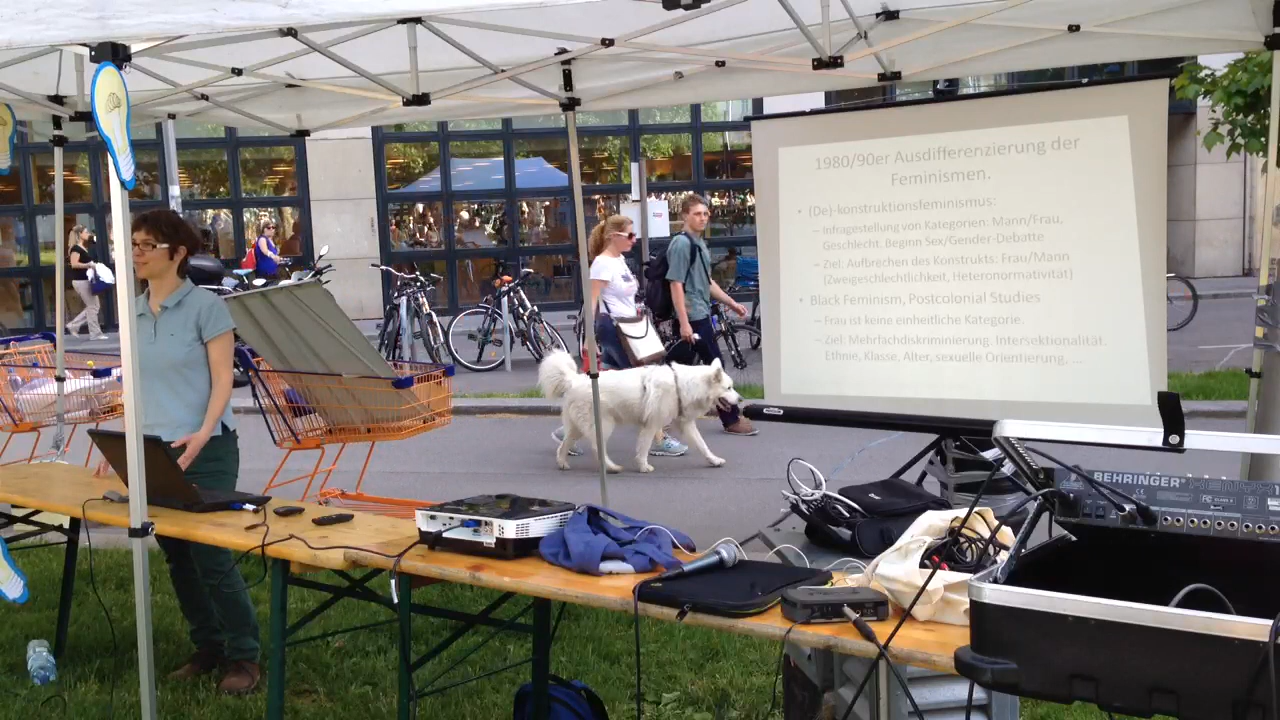 1980/90er Ausdifferenzierung der
Feminismen.
• (De)-konstruktionsfeminismus:
– Infragestellung von Kategorien: Mann/Frau,
Geschlecht. Beginn Sex/Gender-Debatte
– Ziel: Aufbrechen des Konstrukts: Frau/Mann
(Zweigeschlechtlichkeit, Heteronormativität)
• Black Feminism, Postcolonial Studies
– Frau ist keine einheitliche Kategorie.
– Ziel: Mehrfachdiskriminierung. Intersektionalität.
Ethnie, Klasse, Alter, sexuelle Orientierung, ...
BEHRINGER